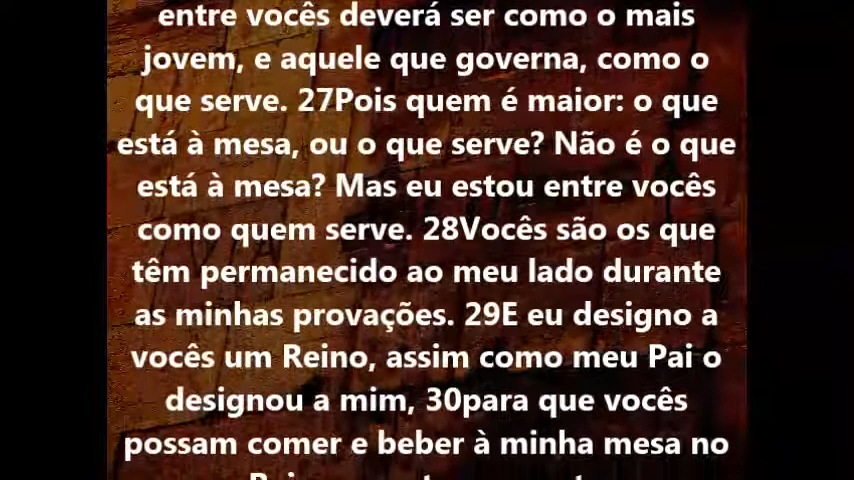 entre vocês deverá ser como o mais
jovem, e aquele que governa, como o
que serve. 27Pois quem é maior: o que
está à mesa, ou o que serve? Não é o que
está à mesa? Mas eu estou entre vocês
como quem serve. 28Vocês são os que
têm permanecido ao meu lado durante
as minhas provações. 29E eu designo a
vocês um Reino, assim como meu Pai o
designou a mim, 30para que vocês
possam comer e beber à minha mesa no